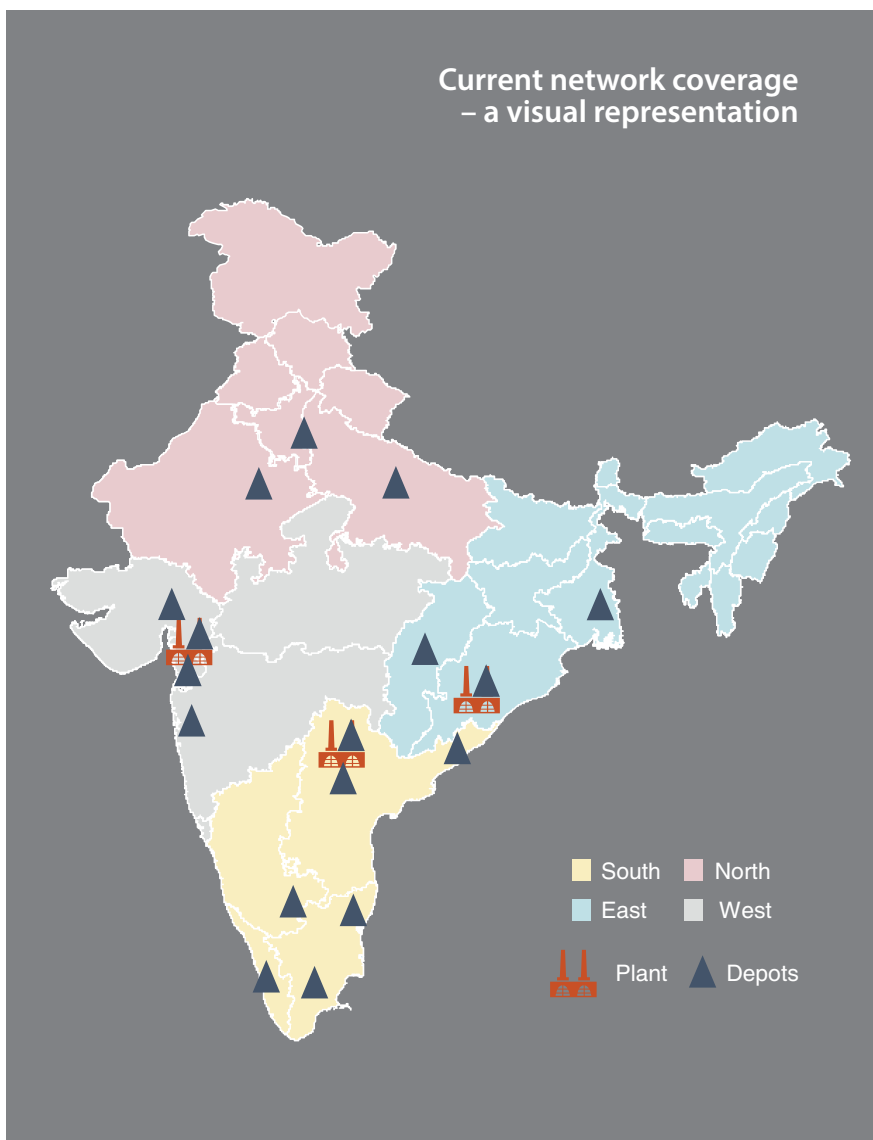 Current network coverage
– a visual representation
South
North
East
West
Plant
Depots